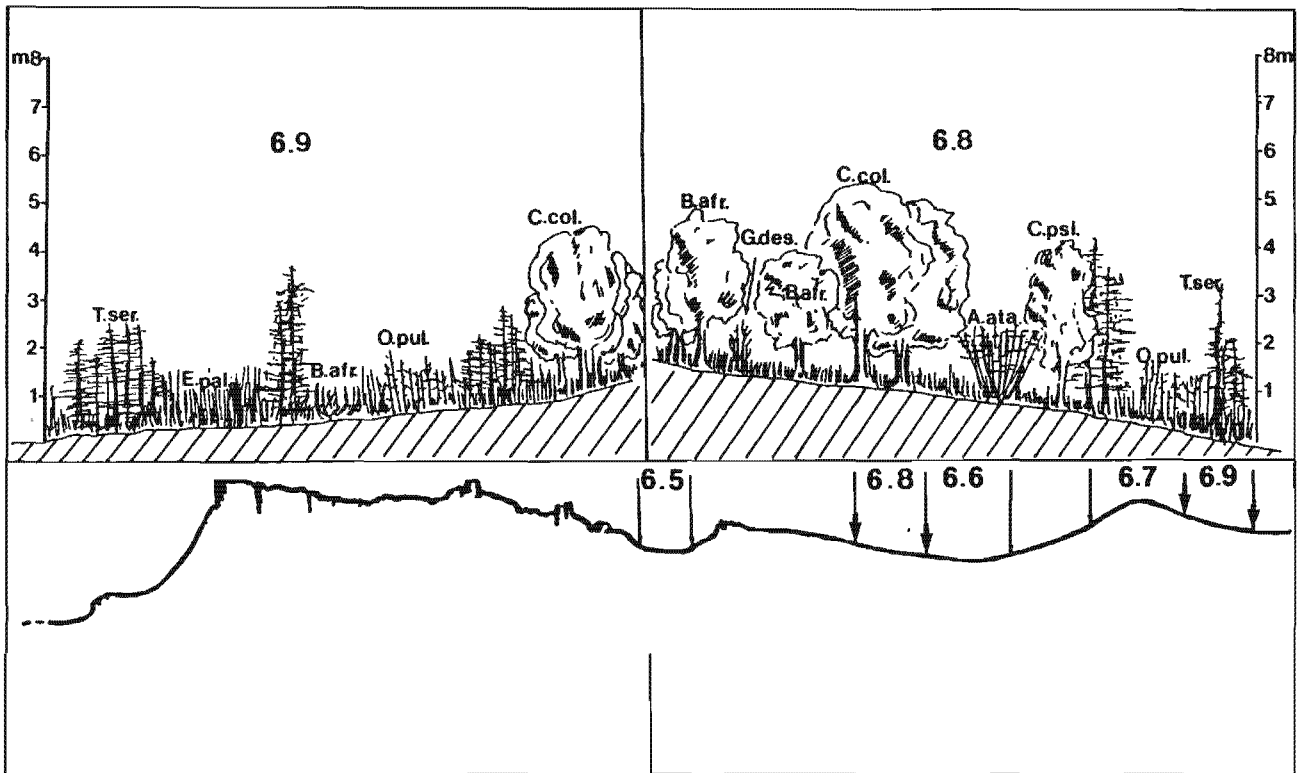 m8
7
6
5
4
3
2
1
6.9
T.ser.
E.pal.
B.afr.
O.pul.
C.col.
8m
7
6
5
4
3
2
1
6.8
B.afr.
G.des.
B.afr.
C.col.
A.ata.
C.psl.
O.pul.
T.ser.
6.5 6.8 6.6 6.7 6.9